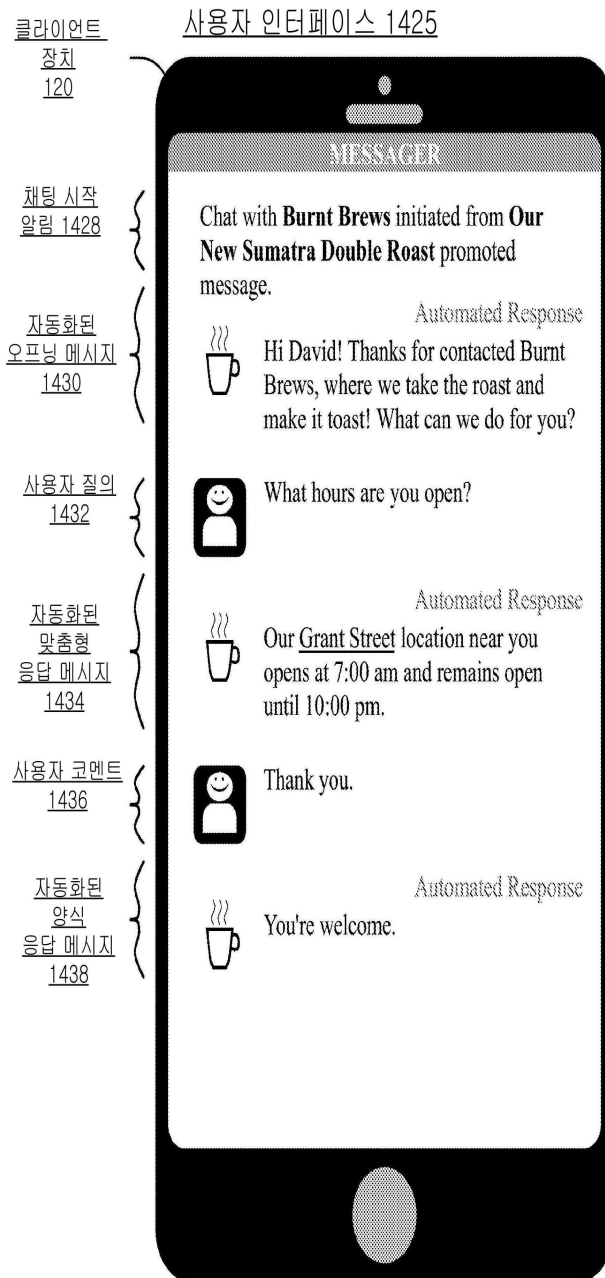 사용자 인터페이스 1425
클라이언트
장치
120
MESSAGER
채팅 시작
알림 1428
Chat with Burnt Brews initiated from Our
New Sumatra Double Roast promoted
message.
자동화된
오프닝 메시지
1430
Automated Response
Hi David! Thanks for contacted Burnt
Brews, where we take the roast and
make it toast! What can we do for you?
사용자 질의
1432
What hours are you open?
자동화된
맞춤형
응답 메시지
1434
Automated Response
Our Grant Street location near you
opens at 7:00 am and remains open
until 10:00 pm.
사용자 코멘트
1436
Thank you.
자동화된
양식
응답 메시지
1438
Automated Response
You're welcome.